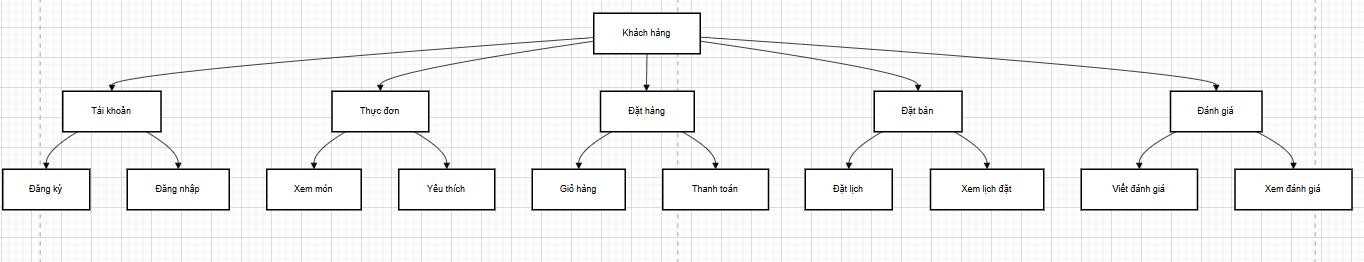 Khách hàng
Tài khoản
Thực đơn
Đặt hàng
Đặt bàn
Đánh giá
Đăng ký
Đăng nhập
Xem món
Yêu thích
Giỏ hàng
Thanh toán
Đặt lịch
Xem lịch đặt
Viết đánh giá
Xem đánh giá